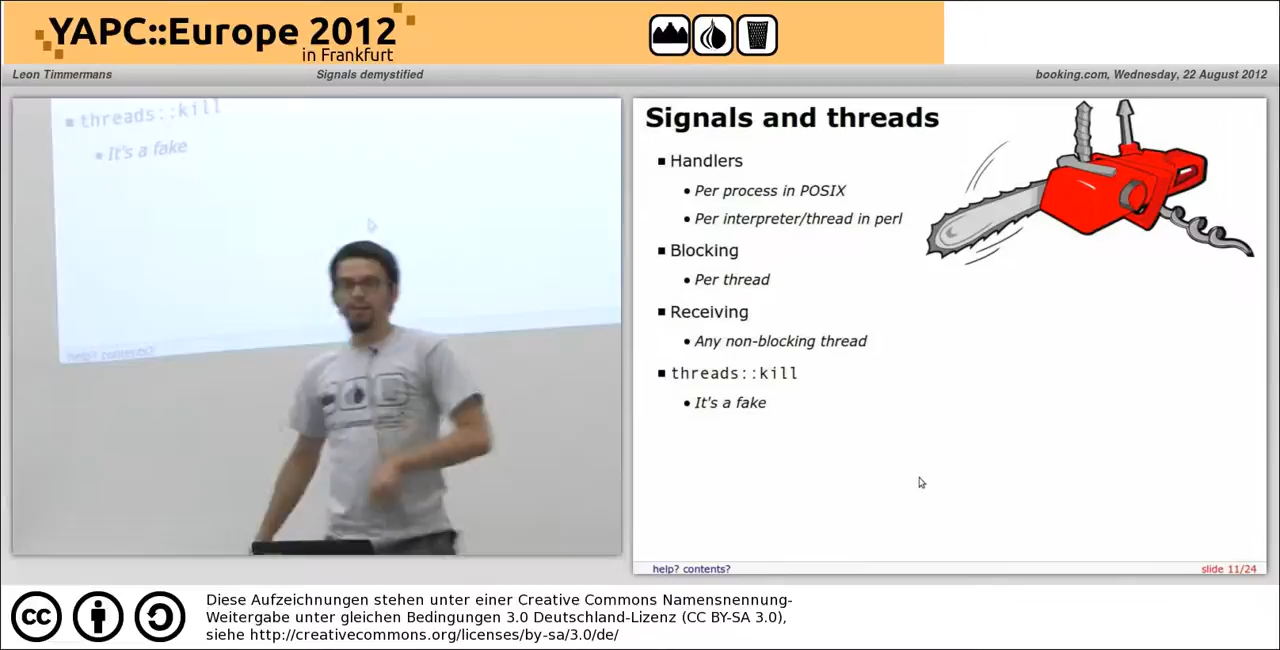 YAPC::Europe 2012
in Frankfurt
Leon Timmermans
Signals demystified
booking.com, Wednesday, 22 August 2012
threads::kill
It's a fake
help? contents?
Signals and threads
Handlers
Per process in POSIX
Per interpreter/thread in perl
Blocking
Per thread
Receiving
Any non-blocking thread
threads::kill
It's a fake
help? contents?
slide 11/24
cc
Diese Aufzeichnungen stehen unter einer Creative Commons Namensnennung-
Weitergabe unter gleichen Bedingungen 3.0 Deutschland-Lizenz (CC BY-SA 3.0),
siehe http://creativecommons.org/licenses/by-sa/3.0/de/